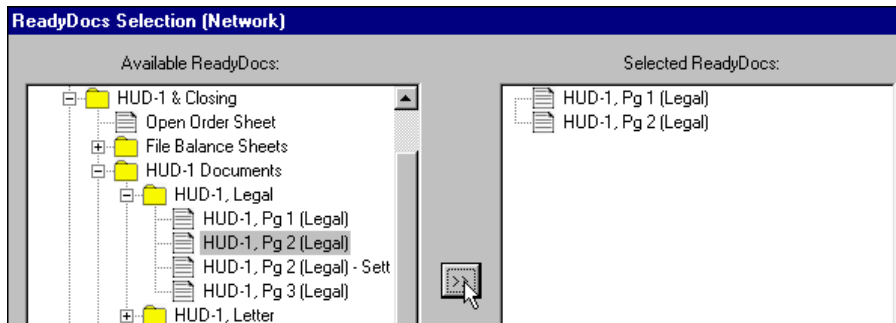 ReadyDocs Selection (Network)
Available ReadyDocs:
HUD-1 & Closing
Open Order Sheet
File Balance Sheets
HUD-1 Documents
HUD-1, Legal
HUD-1, Pg 1 (Legal)
HUD-1, Pg 2 (Legal)
HUD-1, Pg 2 (Legal) - Sett
HUD-1, Pg 3 (Legal)
HUD-1, Letter
>>
Selected ReadyDocs:
HUD-1, Pg 1 (Legal)
HUD-1, Pg 2 (Legal)